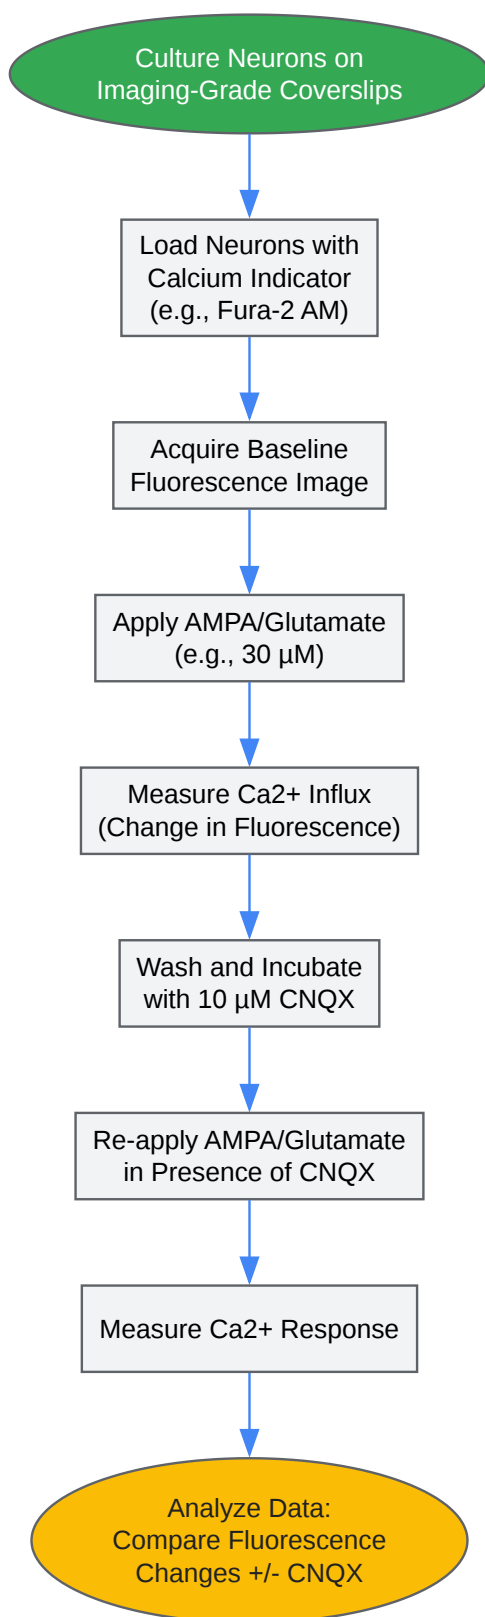 Culture Neurons on
Imaging-Grade Coverslips
Load Neurons with
Calcium Indicator
(e.g., Fura-2 AM)
Acquire Baseline
Fluorescence Image
Apply AMPA/Glutamate
(e.g., 30 µM)
Measure Ca2+ Influx
(Change in Fluorescence)
Wash and Incubate
with 10 µM CNQX
Re-apply AMPA/Glutamate
in Presence of CNQX
Measure Ca2+ Response
Analyze Data:
Compare Fluorescence
Changes +/- CNQX